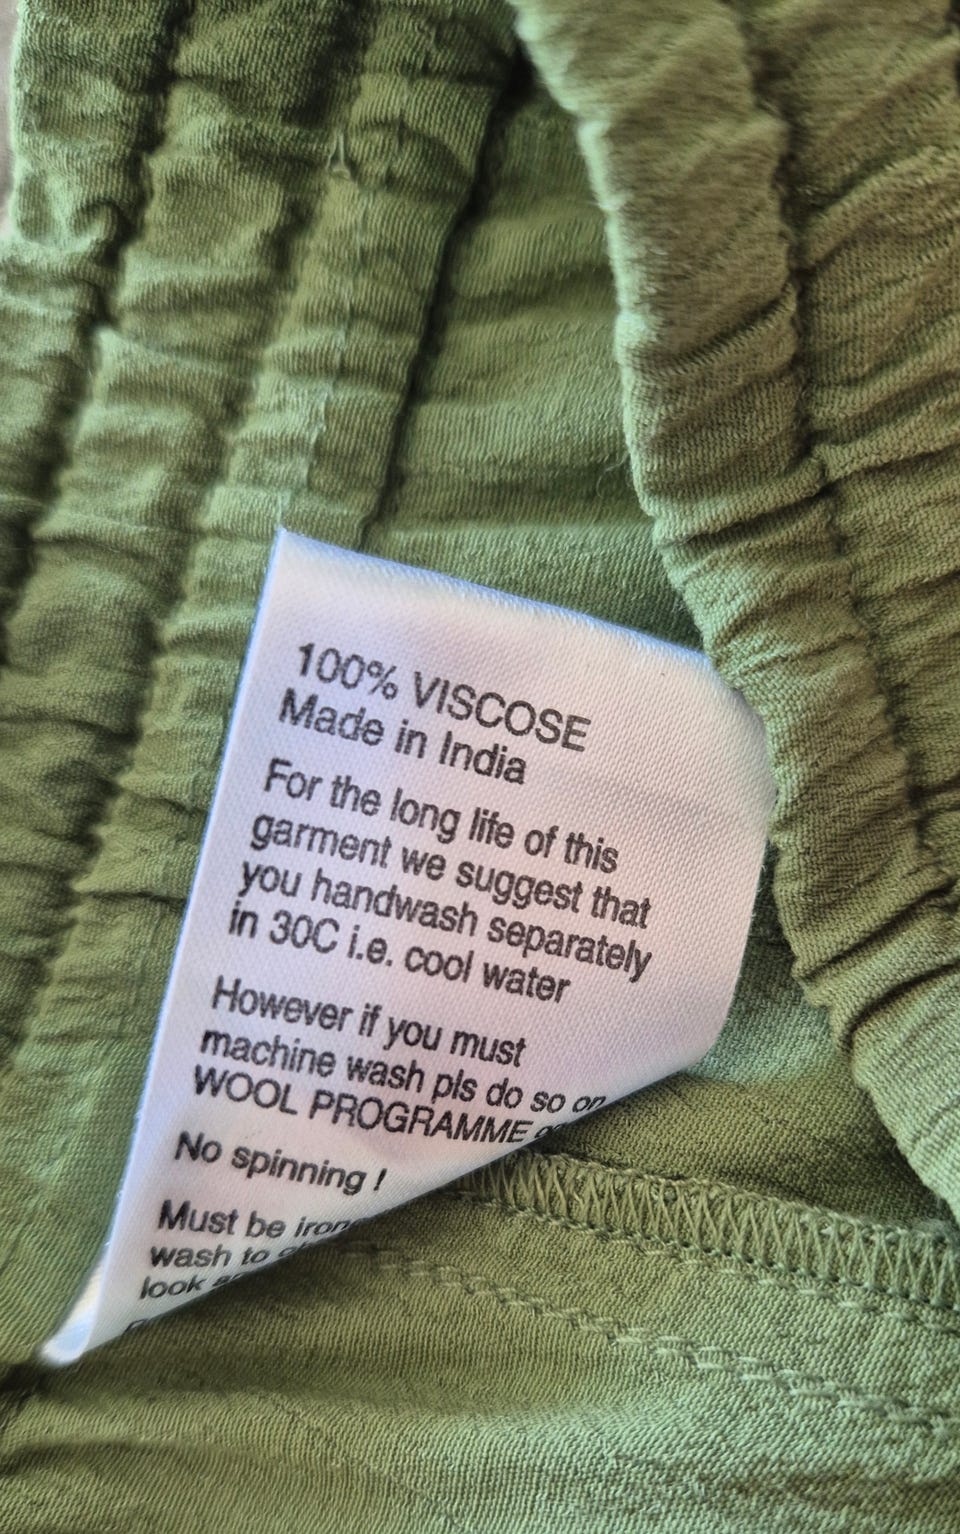 100% VISCOSE
Made in India
For the long life of this
garment we suggest that
you handwash separately
in 30C i.e. cool water
However if you must
machine wash pls do so on
WOOL PROGRAMME
No spinning !
Must be
wash to
look